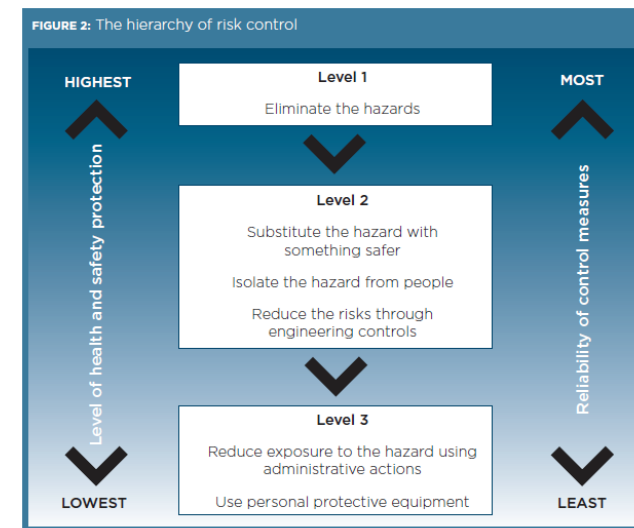 FIGURE 2: The hierarchy of risk control
HIGHEST
Level of health and safety protection
LOWEST
Level 1
Eliminate the hazards
Level 2
Substitute the hazard with
something safer
Isolate the hazard from people
Reduce the risks through
engineering controls
Level 3
Reduce exposure to the hazard using
administrative actions
Use personal protective equipment
MOST
Reliability of control measures
LEAST